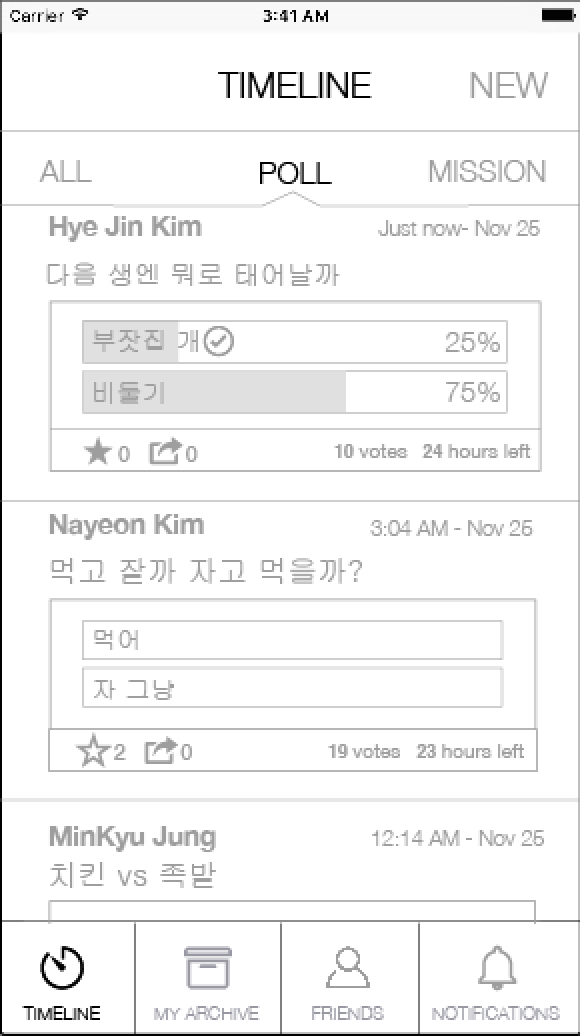 Carrier 3:41 AM
TIMELINE NEW
ALL POLL MISSION
Hye Jin Kim Just now- Nov 25
다음 생엔 뭐로 태어날까
부잣집 개 25%
비둘기 75%
0 0 10 votes 24 hours left
Nayeon Kim 3:04 AM - Nov 25
먹고 잘까 자고 먹을까?
먹어
자 그냥
2 0 19 votes 23 hours left
MinKyu Jung 12:14 AM - Nov 25
치킨 vs 족발
TIMELINE MY ARCHIVE FRIENDS NOTIFICATIONS